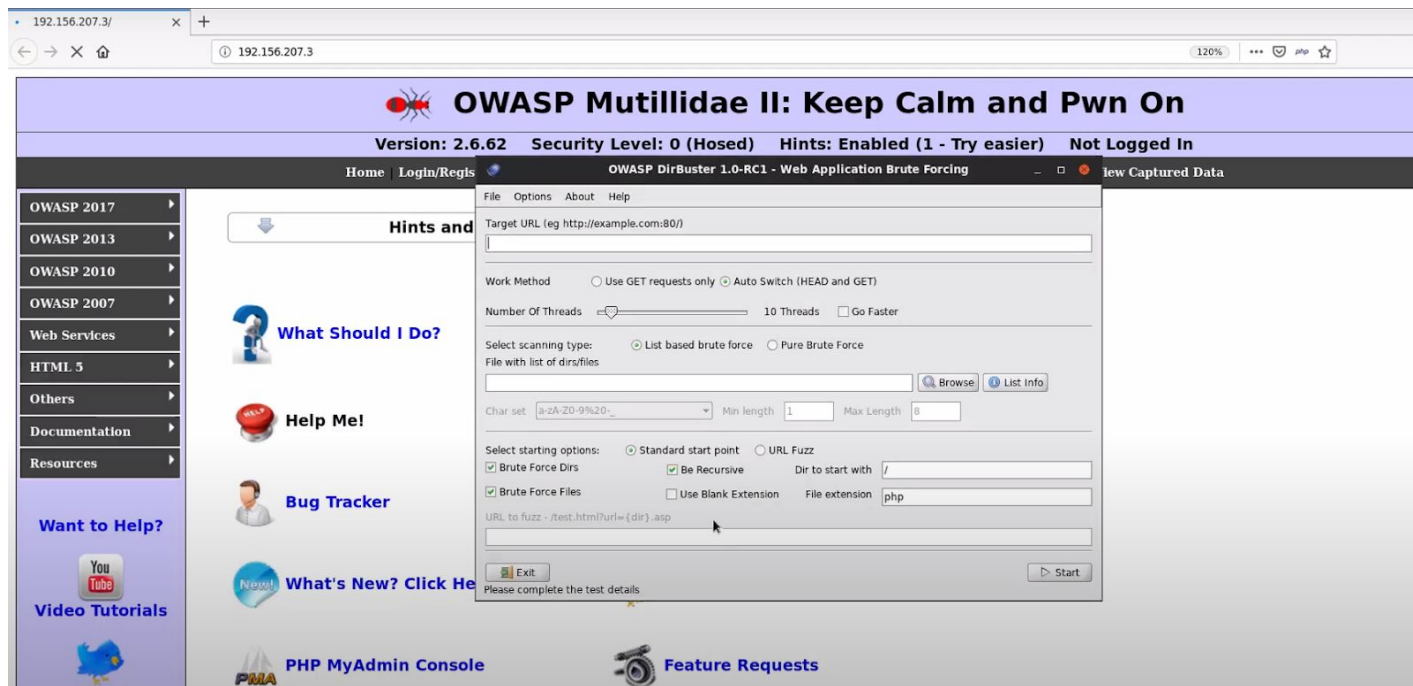 192.156.207.3/
192.156.207.3
120%
php
OWASP Mutillidae II: Keep Calm and Pwn On
Version: 2.6.62 Security Level: 0 (Hosed) Hints: Enabled (1 - Try easier) Not Logged In
Home | Login/Regis
iew Captured Data
OWASP 2017
OWASP 2013
OWASP 2010
OWASP 2007
Web Services
HTML 5
Others
Documentation
Resources
Want to Help?
You
Tube
Video Tutorials
Hints and
What Should I Do?
HELP
Help Me!
Bug Tracker
New!
What's New? Click He
PMA
PHP MyAdmin Console
Feature Requests
OWASP DirBuster 1.0-RC1 - Web Application Brute Forcing
File Options About Help
Target URL (eg http://example.com:80/)
Work Method Use GET requests only Auto Switch (HEAD and GET)
Number Of Threads 10 Threads Go Faster
Select scanning type: List based brute force Pure Brute Force
File with list of dirs/files
Browse List Info
Char set a-zA-Z0-9%20-_ Min length 1 Max Length 8
Select starting options: Standard start point URL Fuzz
Brute Force Dirs Be Recursive Dir to start with /
Brute Force Files Use Blank Extension File extension php
URL to fuzz - /test.html?url={dir}.asp
Exit Start
Please complete the test details